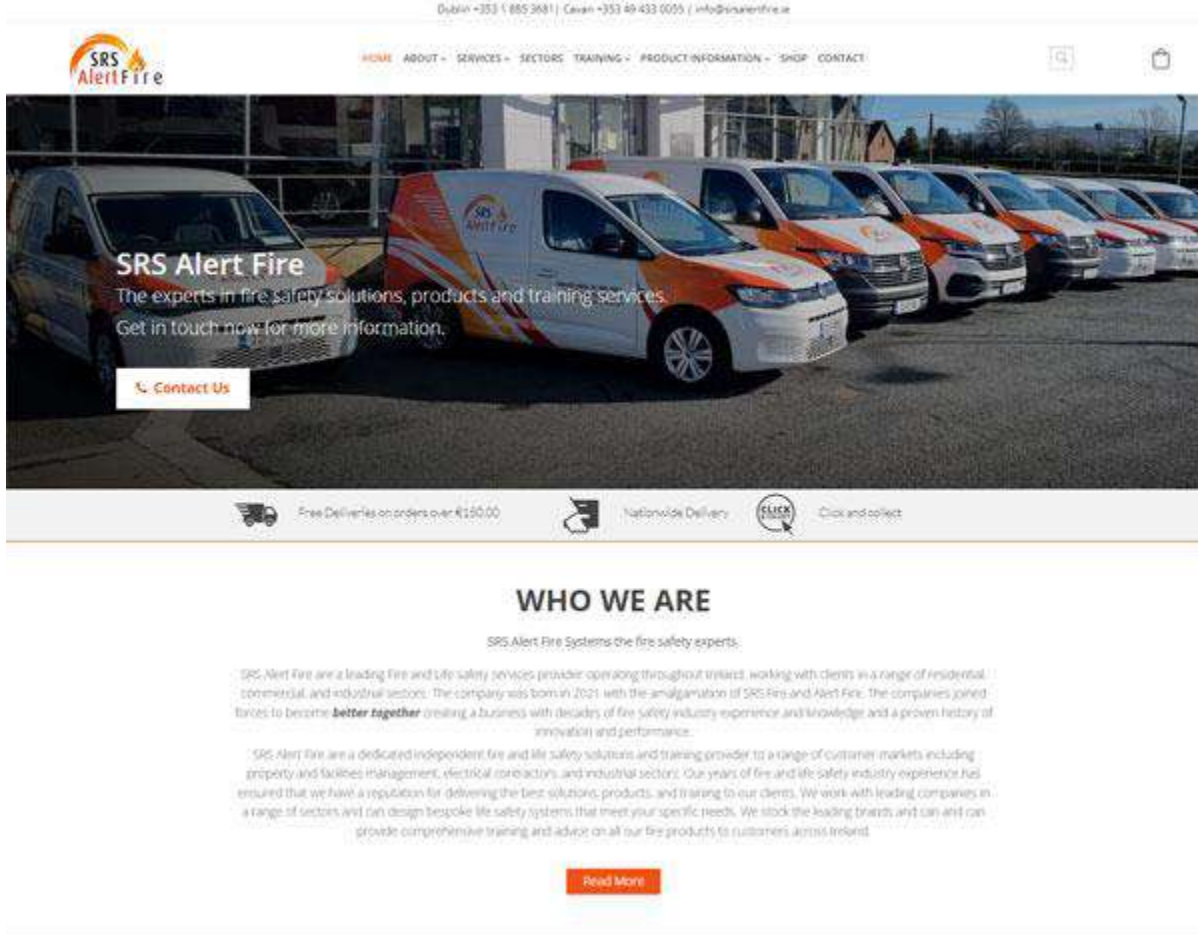 Dublin +353 1 885 3681 | Cavan +353 49 433 0055 / info@srsalertfire.ie
SRS
AlertFire
HOME ABOUT SERVICES SECTORS TRAINING PRODUCT INFORMATION SHOP CONTACT
SRS
AlertFire
SRS Alert Fire
The experts in fire safety solutions, products and training services.
Get in touch now for more information.
Contact Us
Free Deliveries on orders over €150.00
Nationwide Delivery
CLICK
Click and collect
WHO WE ARE
SRS Alert Fire Systems the fire safety experts.
SRS Alert Fire are a leading Fire and Life safety services provider operating throughout Ireland, working with clients in a range of residential,
commercial, and industrial sectors. The company was born in 2021 with the amalgamation of SRS Fire and Alert Fire. The companies joined
forces to become better together creating a business with decades of fire safety industry experience and knowledge and a proven history of
innovation and performance.
SRS Alert Fire are a dedicated independent fire and life safety solutions and training provider to a range of customer markets including
property and facilities management, electrical contractors, and industrial sectors. Our years of fire and life safety industry experience has
ensured that we have a reputation for delivering the best solutions, products, and training to our clients. We work with leading companies in
a range of sectors and can design bespoke life safety systems that meet your specific needs. We stock the leading brands and can and can
provide comprehensive training and advice on all our fire products to customers across Ireland.
Read More